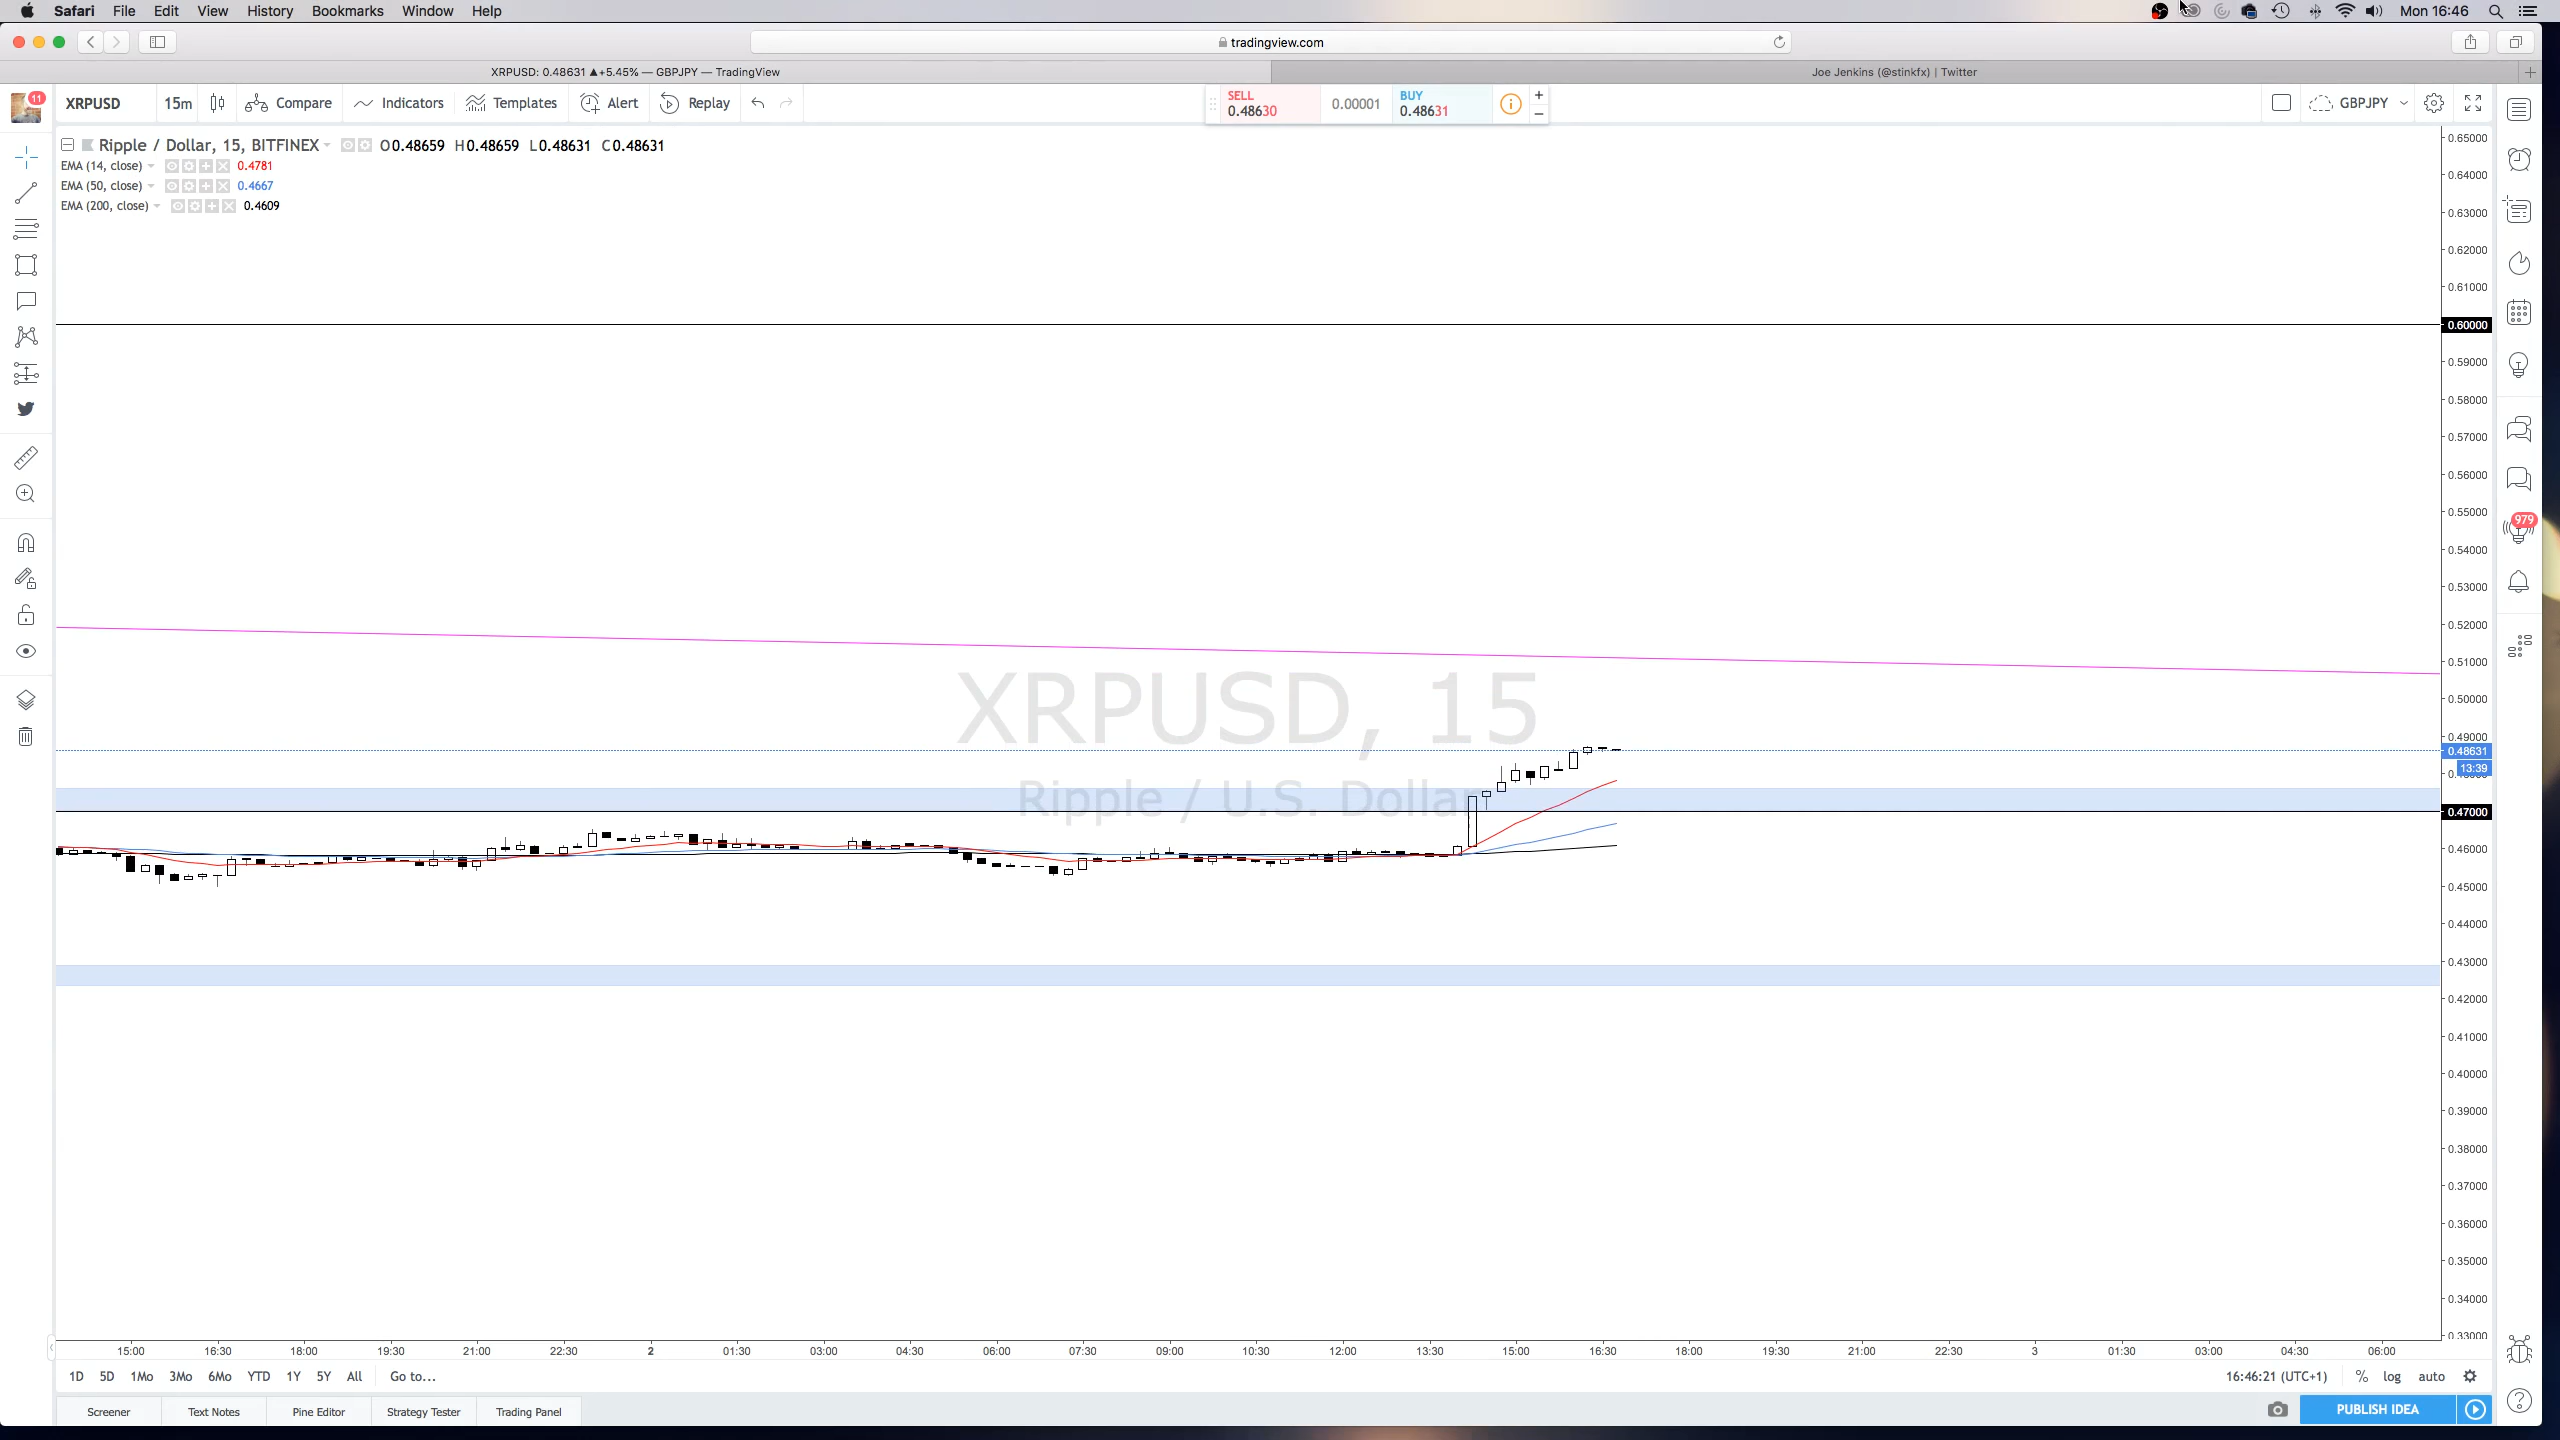 Safari File Edit View History Bookmarks Window Help Mon 16:46
tradingview.com
XRPUSD: 0.48631 ▲+5.45% — GBPJPY — TradingView
Joe Jenkins (@stinkfx) | Twitter
11
XRPUSD 15m Compare Indicators Templates Alert Replay
SELL 0.48630
0.00001
BUY 0.48631
+
−
GBPJPY
Ripple / Dollar, 15, BITFINEX O0.48659 H0.48659 L0.48631 C0.48631
EMA (14, close) 0.4781
EMA (50, close) 0.4667
EMA (200, close) 0.4609
XRPUSD, 15
Ripple / U.S. Dollar
0.65000
0.64000
0.63000
0.62000
0.61000
0.60000
0.59000
0.58000
0.57000
0.56000
0.55000
0.54000
0.53000
0.52000
0.51000
0.50000
0.49000
0.48631
13:39
0.47000
0.46000
0.45000
0.44000
0.43000
0.42000
0.41000
0.40000
0.39000
0.38000
0.37000
0.36000
0.35000
0.34000
0.33000
979
15:00 16:30 18:00 19:30 21:00 22:30 2 01:30 03:00 04:30 06:00 07:30 09:00 10:30 12:00 13:30 15:00 16:30 18:00 19:30 21:00 22:30 3 01:30 03:00 04:30 06:00
1D 5D 1Mo 3Mo 6Mo YTD 1Y 5Y All Go to... 16:46:21 (UTC+1) % log auto
Screener Text Notes Pine Editor Strategy Tester Trading Panel PUBLISH IDEA